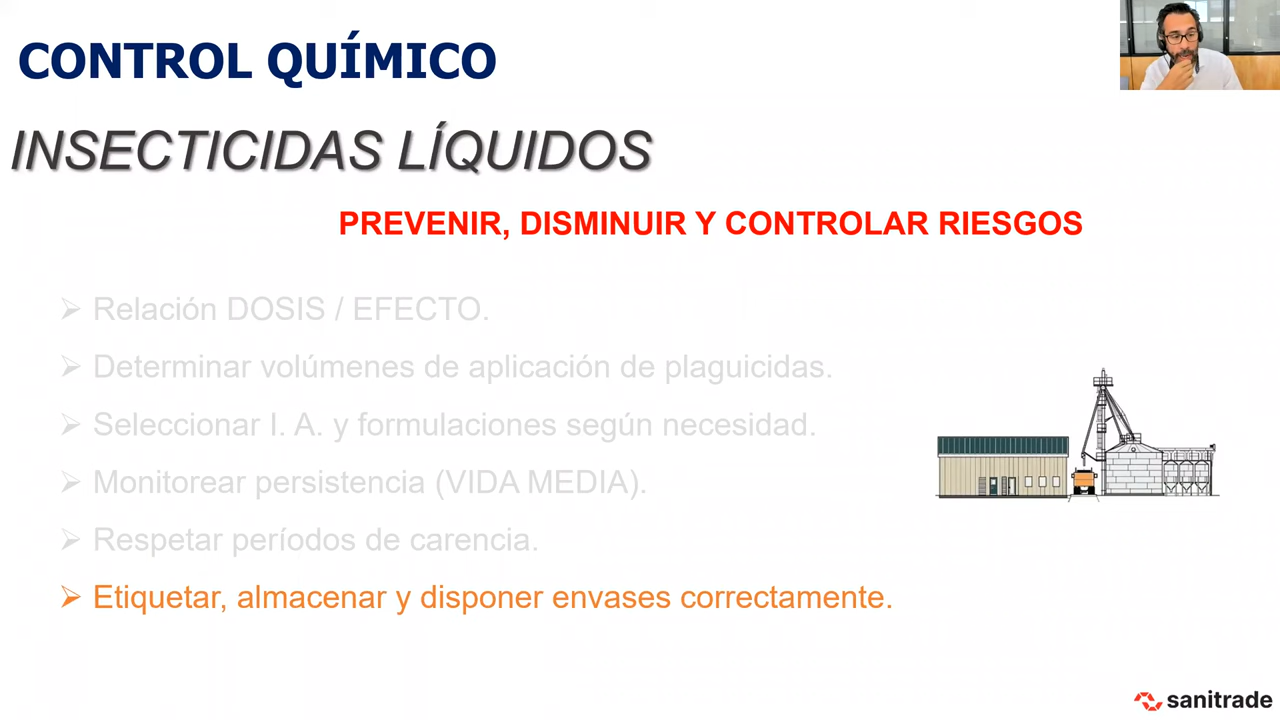 CONTROL QUÍMICO
INSECTICIDAS LÍQUIDOS
PREVENIR, DISMINUIR Y CONTROLAR RIESGOS
➢ Relación DOSIS / EFECTO.
➢ Determinar volúmenes de aplicación de plaguicidas.
➢ Seleccionar I. A. y formulaciones según necesidad.
➢ Monitorear persistencia (VIDA MEDIA).
➢ Respetar períodos de carencia.
➢ Etiquetar, almacenar y disponer envases correctamente.
sanitrade